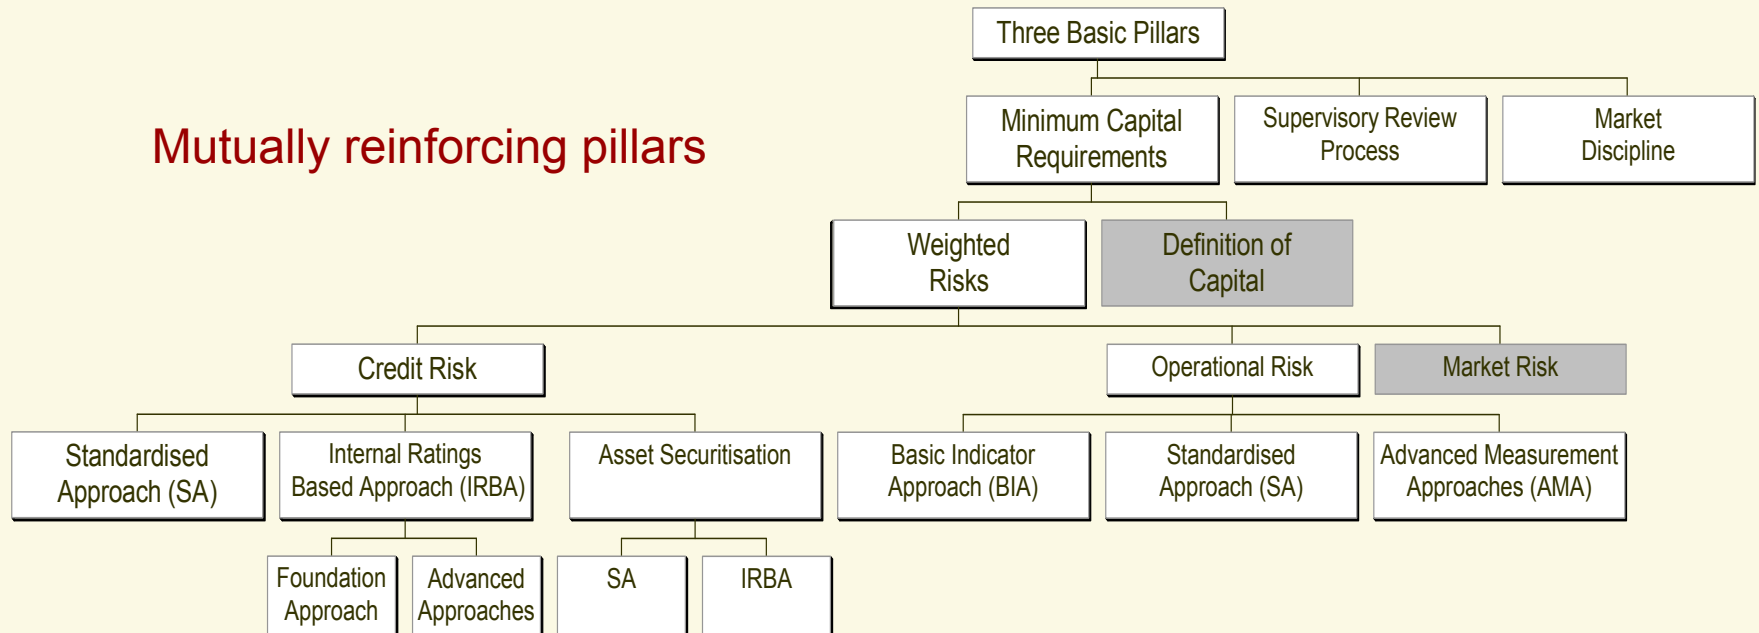 Three Basic Pillars
Mutually reinforcing pillars
Minimum Capital
Requirements
Supervisory Review
Process
Market
Discipline
Weighted
Risks
Definition of
Capital
Credit Risk
Operational Risk
Market Risk
Standardised
Approach (SA)
Internal Ratings
Based Approach (IRBA)
Asset Securitisation
Basic Indicator
Approach (BIA)
Standardised
Approach (SA)
Advanced Measurement
Approaches (AMA)
Foundation
Approach
Advanced
Approaches
SA
IRBA